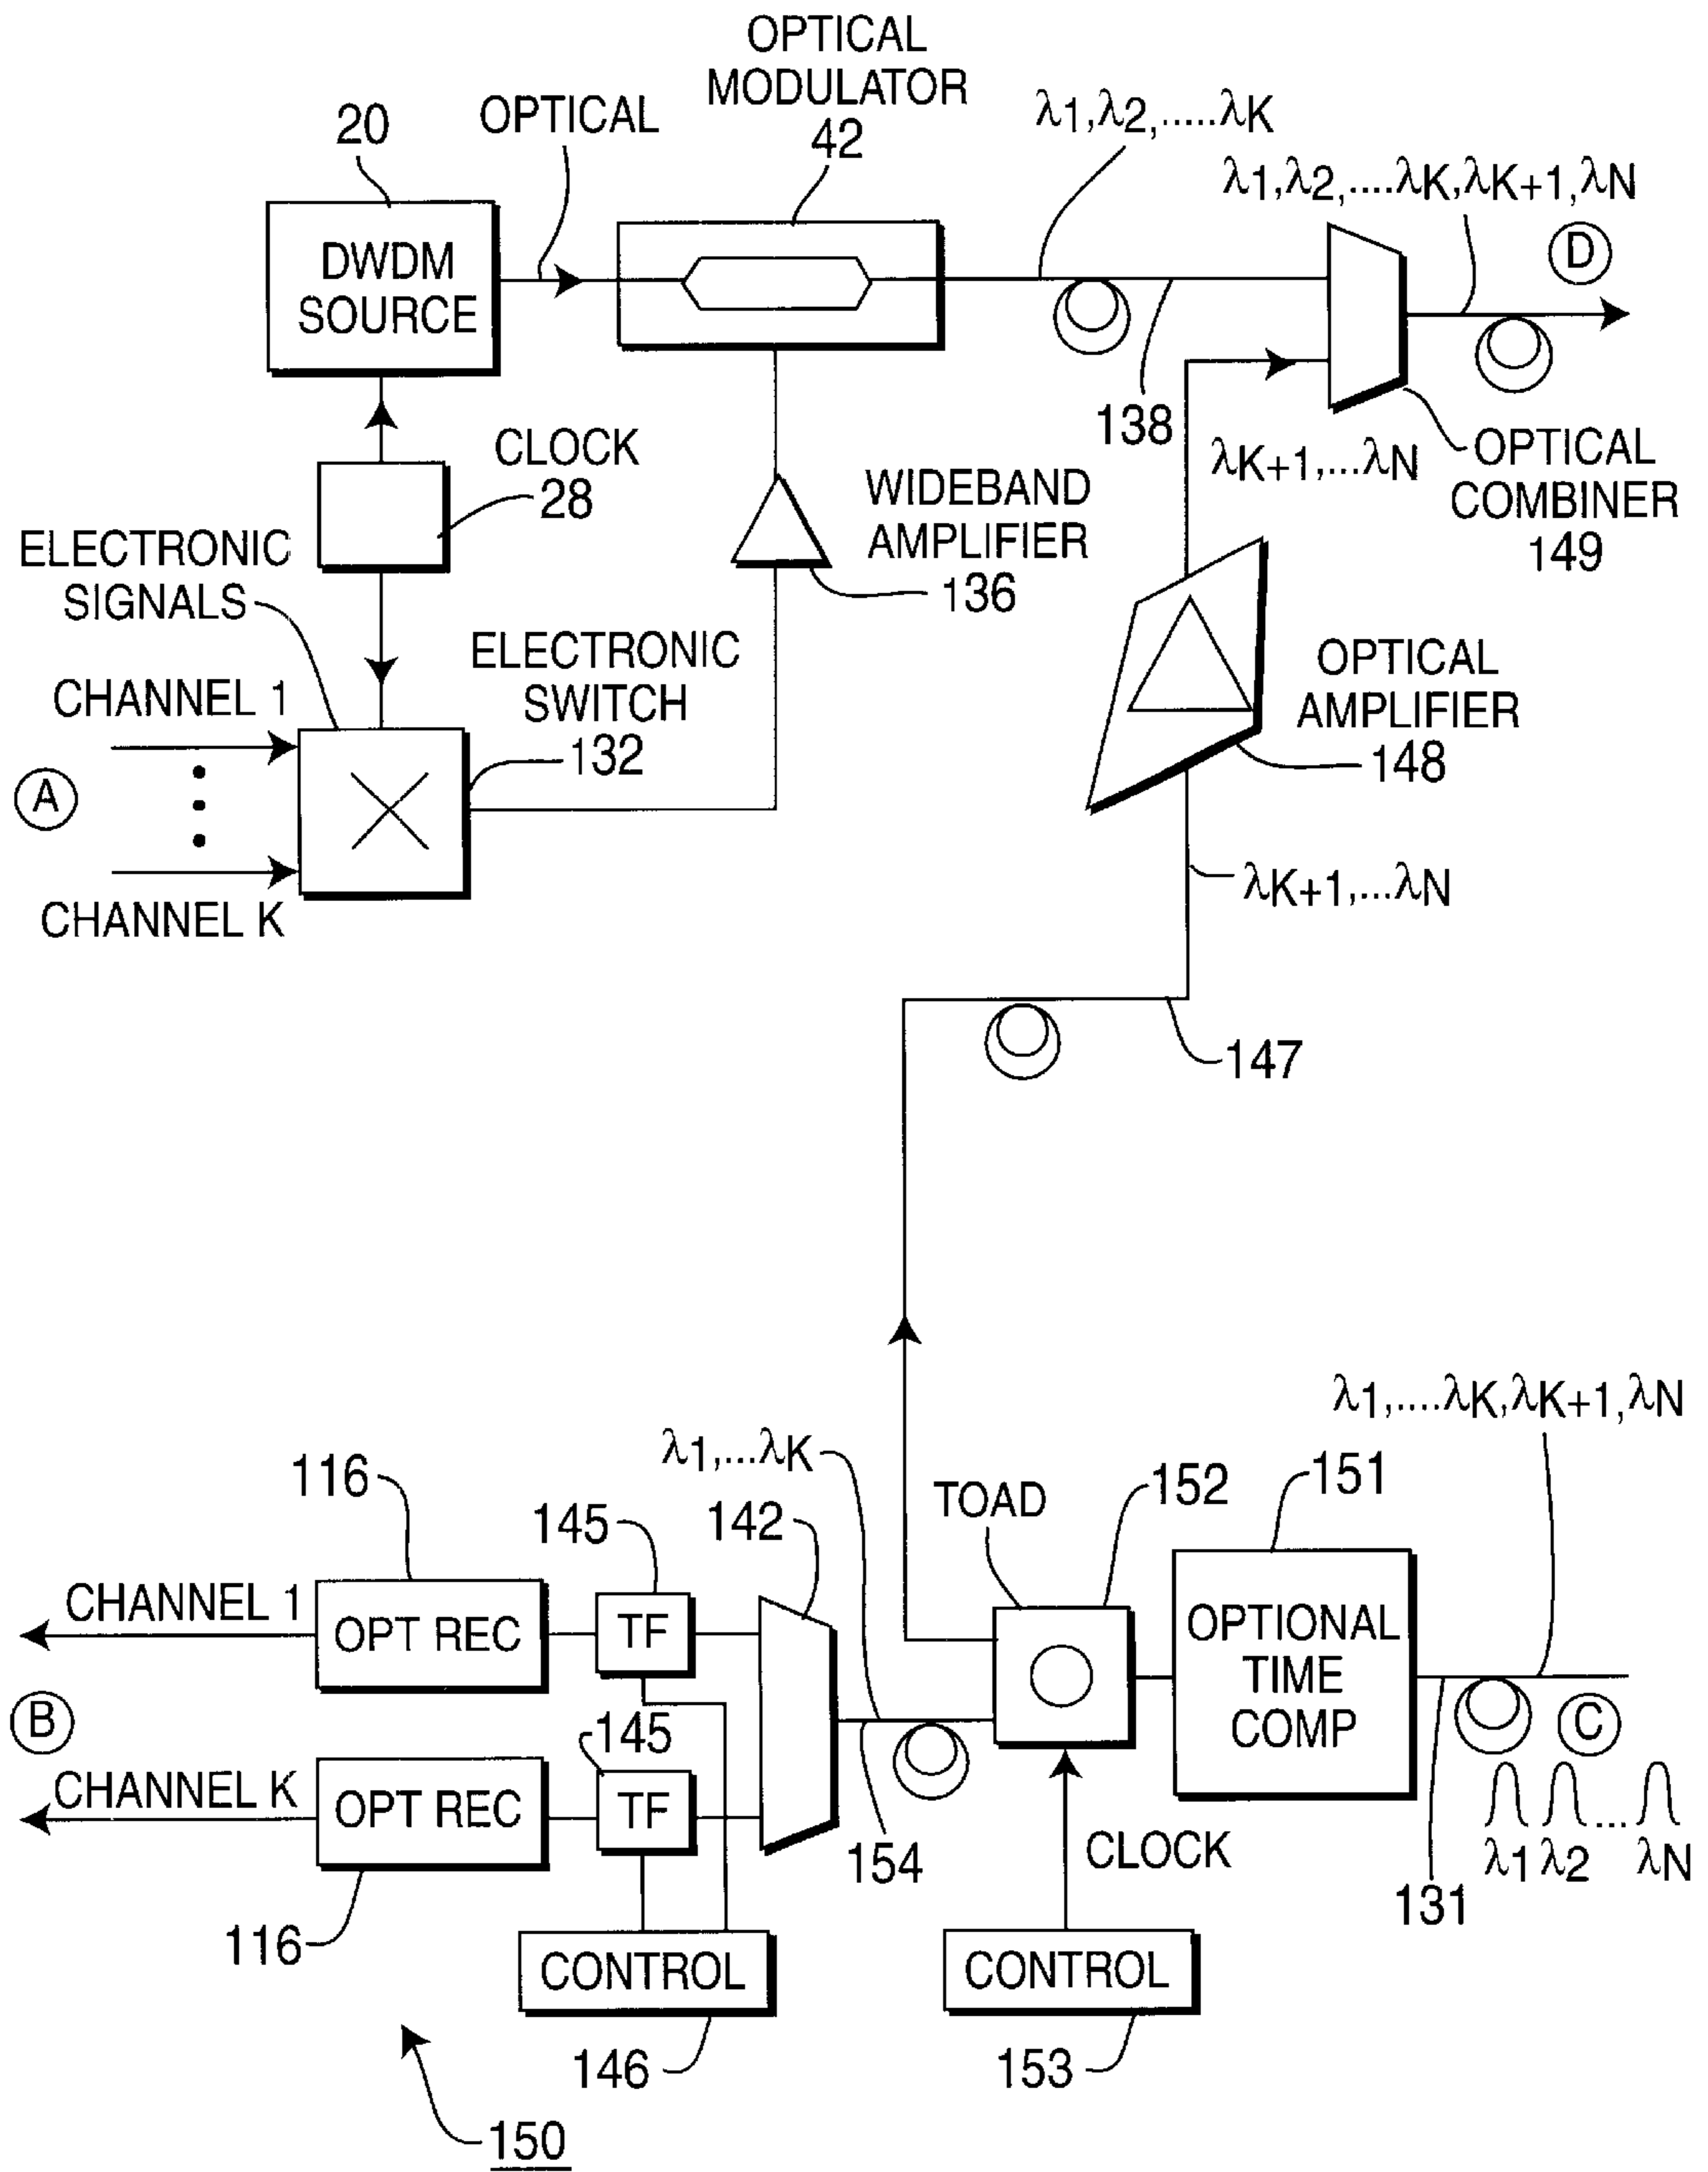 OPTICAL
MODULATOR
42
20
OPTICAL
λ1,λ2,.....λK
λ1,λ2,....λK,λK+1,λN
D
DWDM
SOURCE
138
CLOCK
28
λK+1,...λN
OPTICAL
COMBINER
149
WIDEBAND
AMPLIFIER
136
ELECTRONIC
SIGNALS
ELECTRONIC
SWITCH
132
CHANNEL 1
A
CHANNEL K
OPTICAL
AMPLIFIER
148
λK+1,...λN
147
λ1,....λK,λK+1,λN
λ1,...λK
116
145
142
TOAD
152
151
CHANNEL 1
OPT REC
TF
OPTIONAL
TIME
COMP
B
145
C
CHANNEL K
OPT REC
TF
154
CLOCK
λ1 λ2 ... λN
131
116
CONTROL
CONTROL
146
153
150